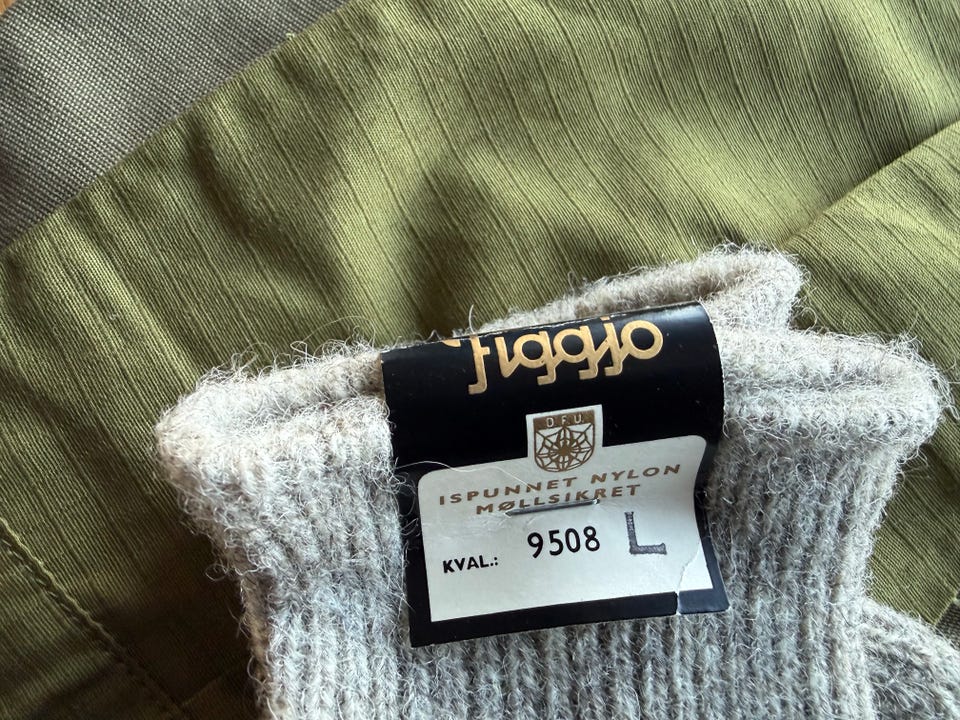 figgjo
DFU
ISPUNNET NYLON
MØLLSIKRET
KVAL.: 9508 L